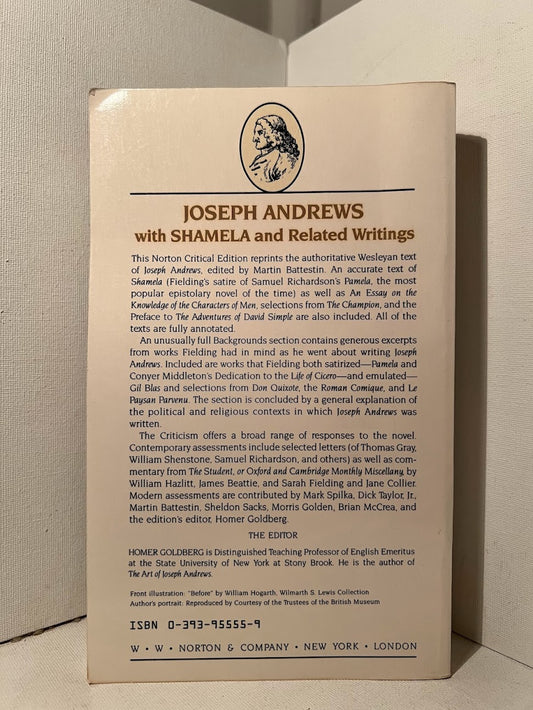 JOSEPH ANDREWS
with SHAMELA and Related Writings
This Norton Critical Edition reprints the authoritative Wesleyan text
of Joseph Andrews, edited by Martin Battestin. An accurate text of
Shamela (Fielding's satire of Samuel Richardson's Pamela, the most
popular epistolary novel of the time) as well as An Essay on the
Knowledge of the Characters of Men, selections from The Champion, and the
Preface to The Adventures of David Simple are also included. All of
the texts are fully annotated.
An unusually full Backgrounds section contains generous excerpts
from works Fielding had in mind as he went about writing Joseph
Andrews. Included are works that Fielding both satirized—Pamela and
Conyer Middleton's Dedication to the Life of Cicero—and emulated—
Gil Blas and selections from Don Quixote, the Roman Comique, and Le
Paysan Parvenu. The section is concluded by a general explanation of
the political and religious contexts in which Joseph Andrews was
written.
The Criticism offers a broad range of responses to the novel.
Contemporary assessments include selected letters (of Thomas Gray,
William Shenstone, Samuel Richardson, and others) as well as com-
mentary from The Student, or Oxford and Cambridge Monthly Miscellany, by
William Hazlitt, James Beattie, and Sarah Fielding and Jane Collier.
Modern assessments are contributed by Mark Spilka, Dick Taylor, Jr.,
Martin Battestin, Sheldon Sacks, Morris Golden, Brian McCrea, and
the edition's editor, Homer Goldberg.
THE EDITOR
HOMER GOLDBERG is Distinguished Teaching Professor of English Emeritus
at the State University of New York at Stony Brook. He is the author of
The Art of Joseph Andrews.
Front illustration: "Before" by William Hogarth, Wilmarth S. Lewis Collection
Author's portrait: Reproduced by Courtesy of the Trustees of the British Museum
ISBN 0-393-95555-9
W • W • NORTON & COMPANY • NEW YORK • LONDON